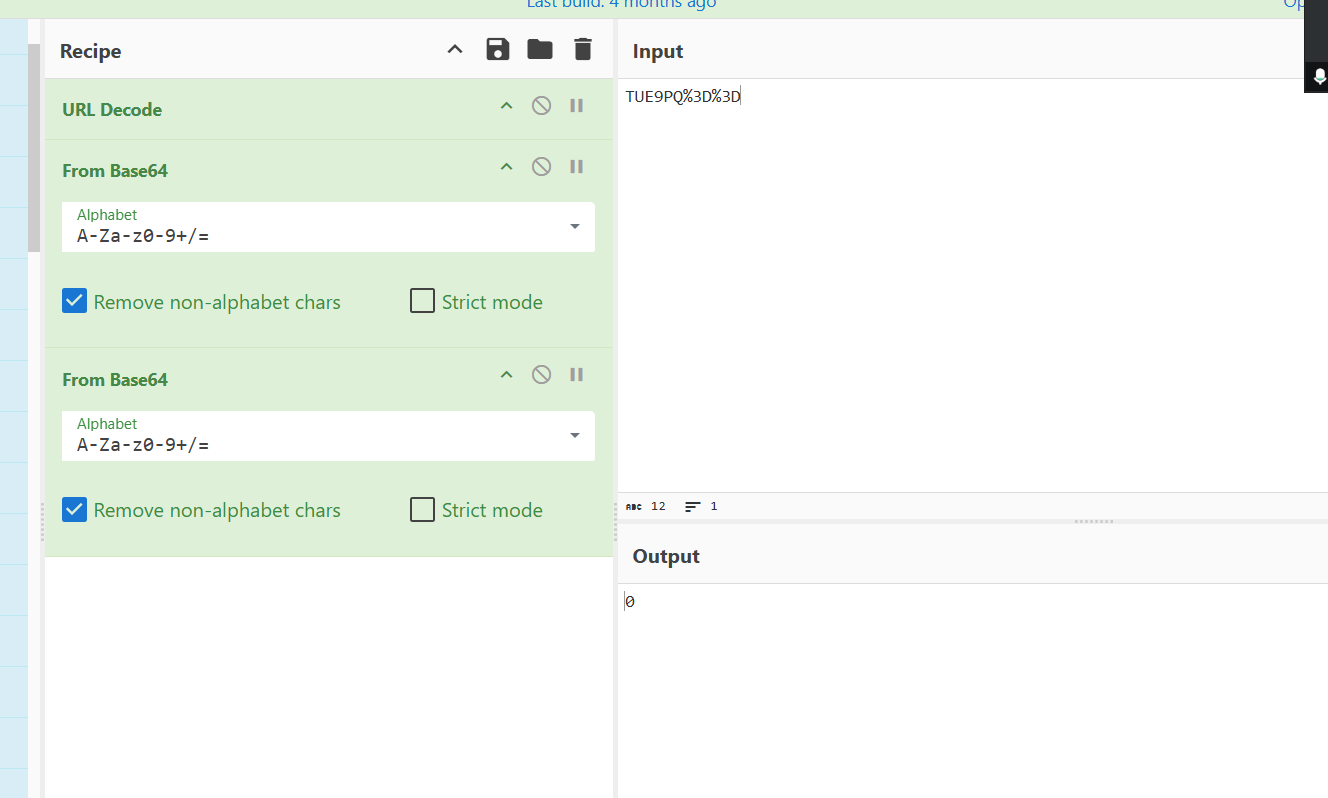 Last build: 4 months ago
Recipe
URL Decode
From Base64
Alphabet
A-Za-z0-9+/=
Remove non-alphabet chars
Strict mode
From Base64
Alphabet
A-Za-z0-9+/=
Remove non-alphabet chars
Strict mode
Input
TUE9PQ%3D%3D
ABC 12 1
Output
0